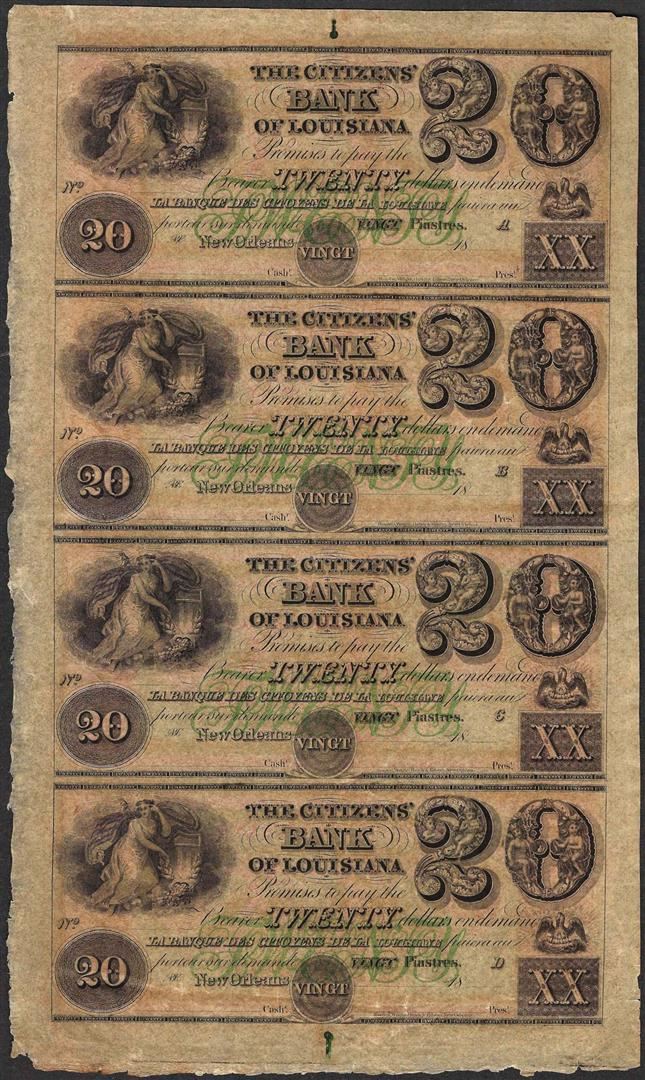 THE CITIZENS' 20
BANK
OF LOUISIANA
Promises to pay the
Bearer TWENTY dollars on demand
No
LA BANQUE DES CITOYENS DE LA LOUISIANE paiera au
porteur sur demande VINGT Piastres. A
20 New Orleans VINGT 18 XX
Cash.r Pres.t
THE CITIZENS' 20
BANK
OF LOUISIANA
Promises to pay the
Bearer TWENTY dollars on demand
No
LA BANQUE DES CITOYENS DE LA LOUISIANE paiera au
porteur sur demande VINGT Piastres. B
20 New Orleans VINGT 18 XX
Cash.r Pres.t
THE CITIZENS' 20
BANK
OF LOUISIANA
Promises to pay the
Bearer TWENTY dollars on demand
No
LA BANQUE DES CITOYENS DE LA LOUISIANE paiera au
porteur sur demande VINGT Piastres. C
20 New Orleans VINGT 18 XX
Cash.r Pres.t
THE CITIZENS' 20
BANK
OF LOUISIANA
Promises to pay the
Bearer TWENTY dollars on demand
No
LA BANQUE DES CITOYENS DE LA LOUISIANE paiera au
porteur sur demande VINGT Piastres. D
20 New Orleans VINGT 18 XX
Cash.r Pres.t